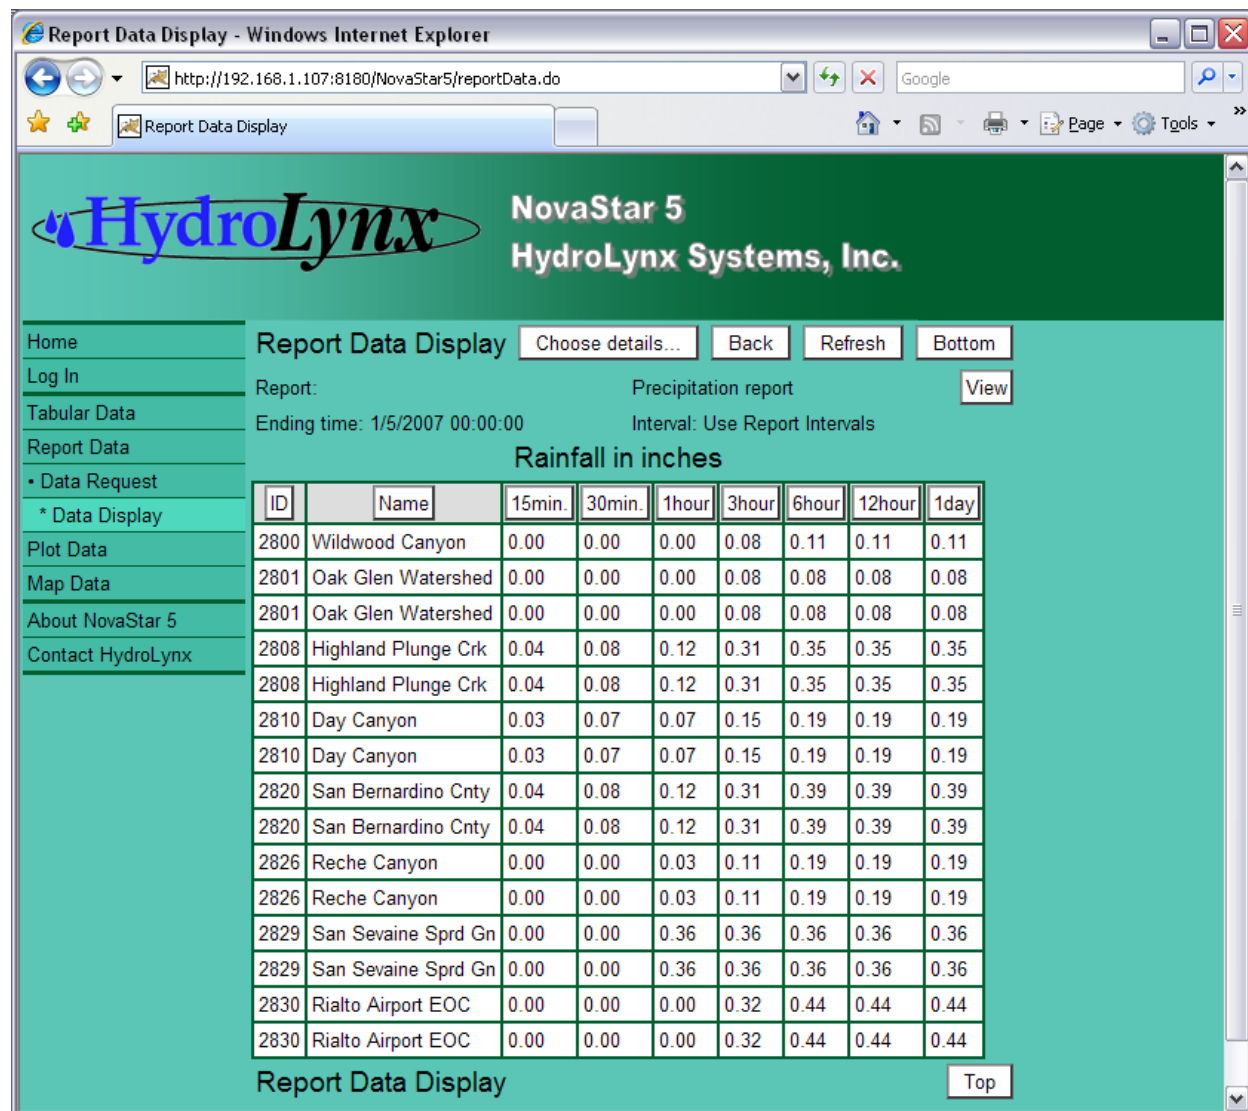 Report Data Display - Windows Internet Explorer
http://192.168.1.107:8180/NovaStar5/reportData.do
Google
Report Data Display
Page Tools »
HydroLynx
NovaStar 5
HydroLynx Systems, Inc.
Home
Log In
Tabular Data
Report Data
• Data Request
* Data Display
Plot Data
Map Data
About NovaStar 5
Contact HydroLynx
Report Data Display Choose details... Back Refresh Bottom
Report: Precipitation report View
Ending time: 1/5/2007 00:00:00 Interval: Use Report Intervals
Rainfall in inches
ID Name 15min. 30min. 1hour 3hour 6hour 12hour 1day
2800 Wildwood Canyon 0.00 0.00 0.00 0.08 0.11 0.11 0.11
2801 Oak Glen Watershed 0.00 0.00 0.00 0.08 0.08 0.08 0.08
2801 Oak Glen Watershed 0.00 0.00 0.00 0.08 0.08 0.08 0.08
2808 Highland Plunge Crk 0.04 0.08 0.12 0.31 0.35 0.35 0.35
2808 Highland Plunge Crk 0.04 0.08 0.12 0.31 0.35 0.35 0.35
2810 Day Canyon 0.03 0.07 0.07 0.15 0.19 0.19 0.19
2810 Day Canyon 0.03 0.07 0.07 0.15 0.19 0.19 0.19
2820 San Bernardino Cnty 0.04 0.08 0.12 0.31 0.39 0.39 0.39
2820 San Bernardino Cnty 0.04 0.08 0.12 0.31 0.39 0.39 0.39
2826 Reche Canyon 0.00 0.00 0.03 0.11 0.19 0.19 0.19
2826 Reche Canyon 0.00 0.00 0.03 0.11 0.19 0.19 0.19
2829 San Sevaine Sprd Gn 0.00 0.00 0.36 0.36 0.36 0.36 0.36
2829 San Sevaine Sprd Gn 0.00 0.00 0.36 0.36 0.36 0.36 0.36
2830 Rialto Airport EOC 0.00 0.00 0.00 0.32 0.44 0.44 0.44
2830 Rialto Airport EOC 0.00 0.00 0.00 0.32 0.44 0.44 0.44
Report Data Display Top